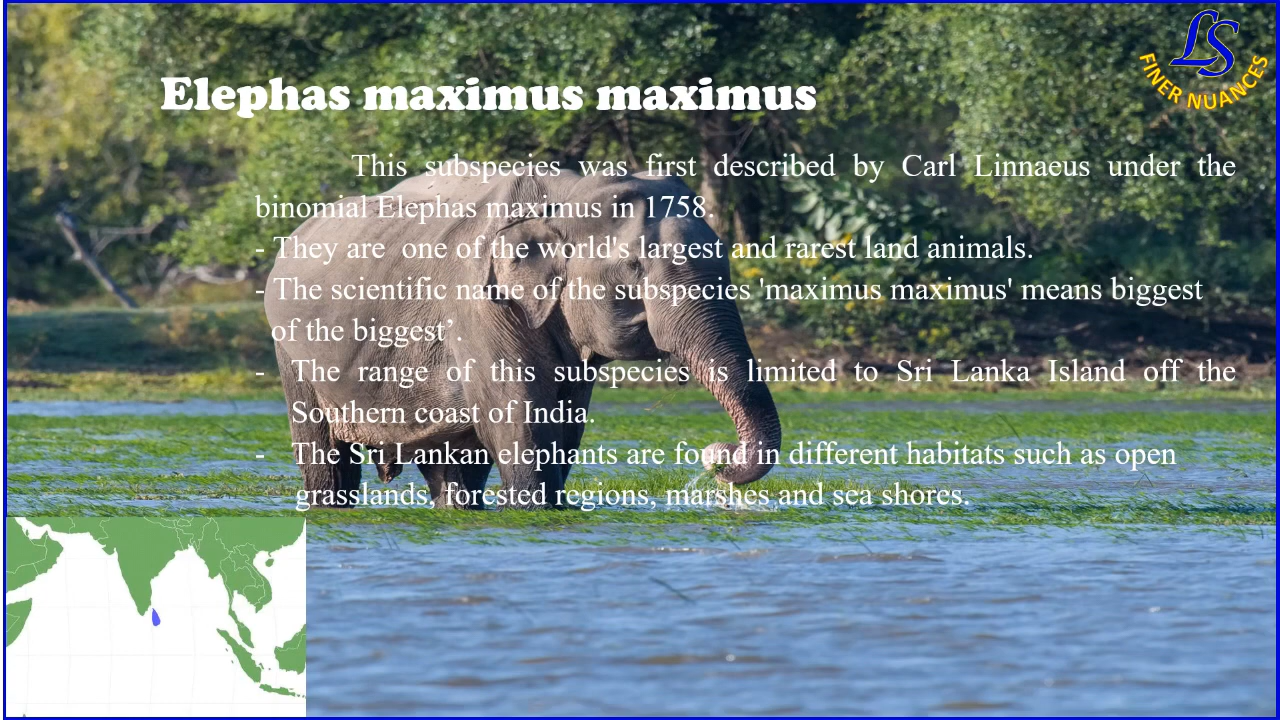 LS
FINER NUANCES
Elephas maximus maximus
This subspecies was first described by Carl Linnaeus under the
binomial Elephas maximus in 1758.
- They are  one of the world's largest and rarest land animals.
- The scientific name of the subspecies 'maximus maximus' means biggest
of the biggest’.
- The range of this subspecies is limited to Sri Lanka Island off the
Southern coast of India.
- The Sri Lankan elephants are found in different habitats such as open
grasslands, forested regions, marshes and sea shores.